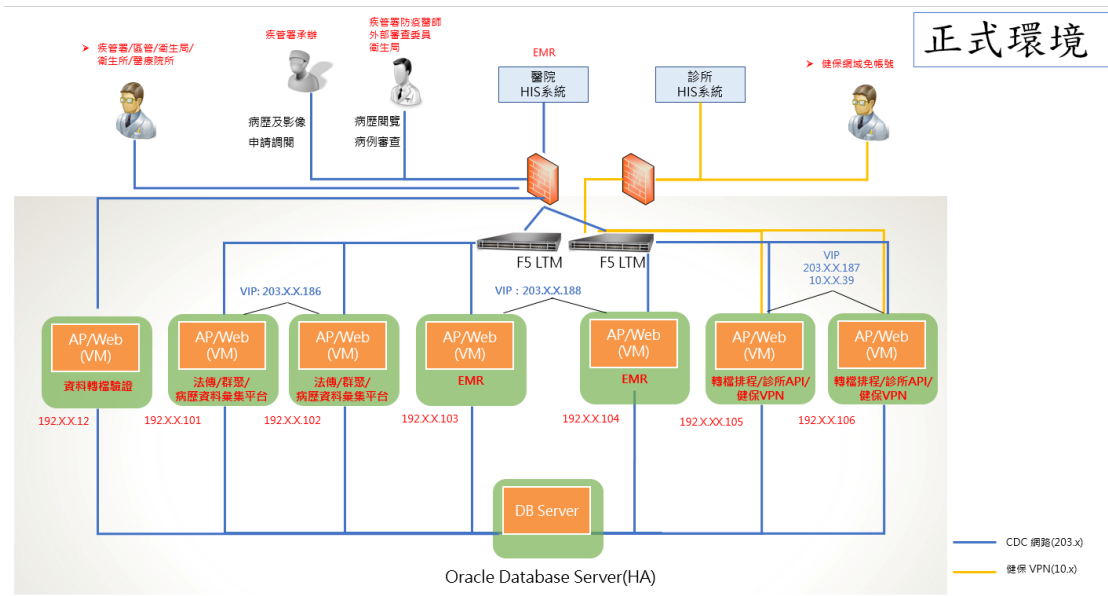 正式環境
疾管署/區管/衛生局/
衛生所/醫療院所
疾管署承辦
疾管署防疫醫師
外部審查委員
衛生局
EMR
醫院
HIS系統
診所
HIS系統
健保網域免帳號
病歷及影像
申請調閱
病歷閱覽
病例審查
F5 LTM
F5 LTM
VIP: 203.X.X.186
VIP：203.X.X.188
VIP
203.X.X.187
10.X.X.39
AP/Web
(VM)
資料轉檔驗證
AP/Web
(VM)
法傳/群聚/
病歷資料彙集平台
AP/Web
(VM)
法傳/群聚/
病歷資料彙集平台
AP/Web
(VM)
EMR
AP/Web
(VM)
EMR
AP/Web
(VM)
轉檔排程/診所API/
健保VPN
AP/Web
(VM)
轉檔排程/診所API/
健保VPN
192.X.X.12
192.X.X.101
192.X.X.102
192.X.X.103
192.X.X.104
192.X.XX.105
192.X.X.106
DB Server
Oracle Database Server(HA)
CDC 網路(203.x)
健保 VPN(10.x)